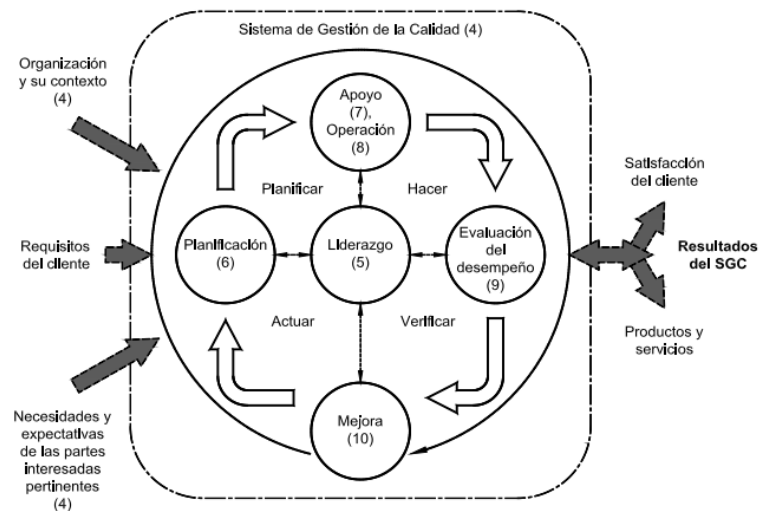 Sistema de Gestión de la Calidad (4)
Organización
y su contexto
(4)
Apoyo
(7),
Operación
(8)
Satisfacción
del cliente
Planificar
Hacer
Requisitos
del cliente
Planificación
(6)
Liderazgo
(5)
Evaluación
del
desempeño
(9)
Resultados
del SGC
Actuar
Verificar
Productos y
servicios
Mejora
(10)
Necesidades y
expectativas
de las partes
interesadas
pertinentes
(4)